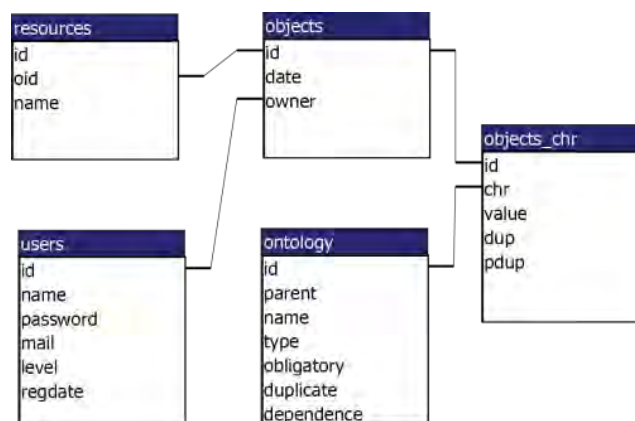 resources
id
oid
name
objects
id
date
owner
objects_chr
id
chr
value
dup
pdup
users
id
name
password
mail
level
regdate
ontology
id
parent
name
type
obligatory
duplicate
dependence